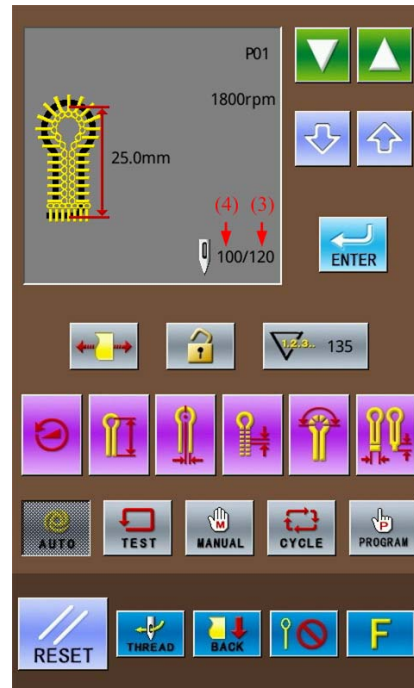 P01
1800rpm
25.0mm
(4) (3)
100/120
ENTER
1.2.3.. 135
AUTO TEST MANUAL CYCLE PROGRAM
M P
RESET THREAD BACK F